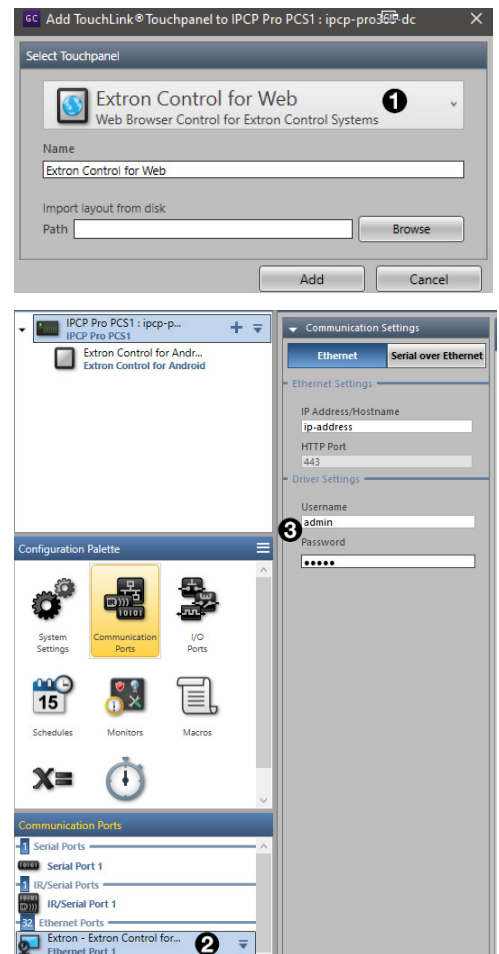 GC Add TouchLink® Touchpanel to IPCP Pro PCS1 : ipcp-pro365-dc
Select Touchpanel
Extron Control for Web
Web Browser Control for Extron Control Systems
1
Name
Extron Control for Web
Import layout from disk
Path
Browse
Add
Cancel
IPCP Pro PCS1 : ipcp-p...
IPCP Pro PCS1
Extron Control for Andr...
Extron Control for Android
Communication Settings
Ethernet
Serial over Ethernet
Ethernet Settings
IP Address/Hostname
ip-address
HTTP Port
443
Driver Settings
Username
admin
3
Password
•••••
Configuration Palette
System
Settings
Communication
Ports
I/O
Ports
15
Schedules
Monitors
Macros
X=
Communication Ports
1 Serial Ports
Serial Port 1
1 IR/Serial Ports
IR/Serial Port 1
32 Ethernet Ports
Extron - Extron Control for...
Ethernet Port 1
2